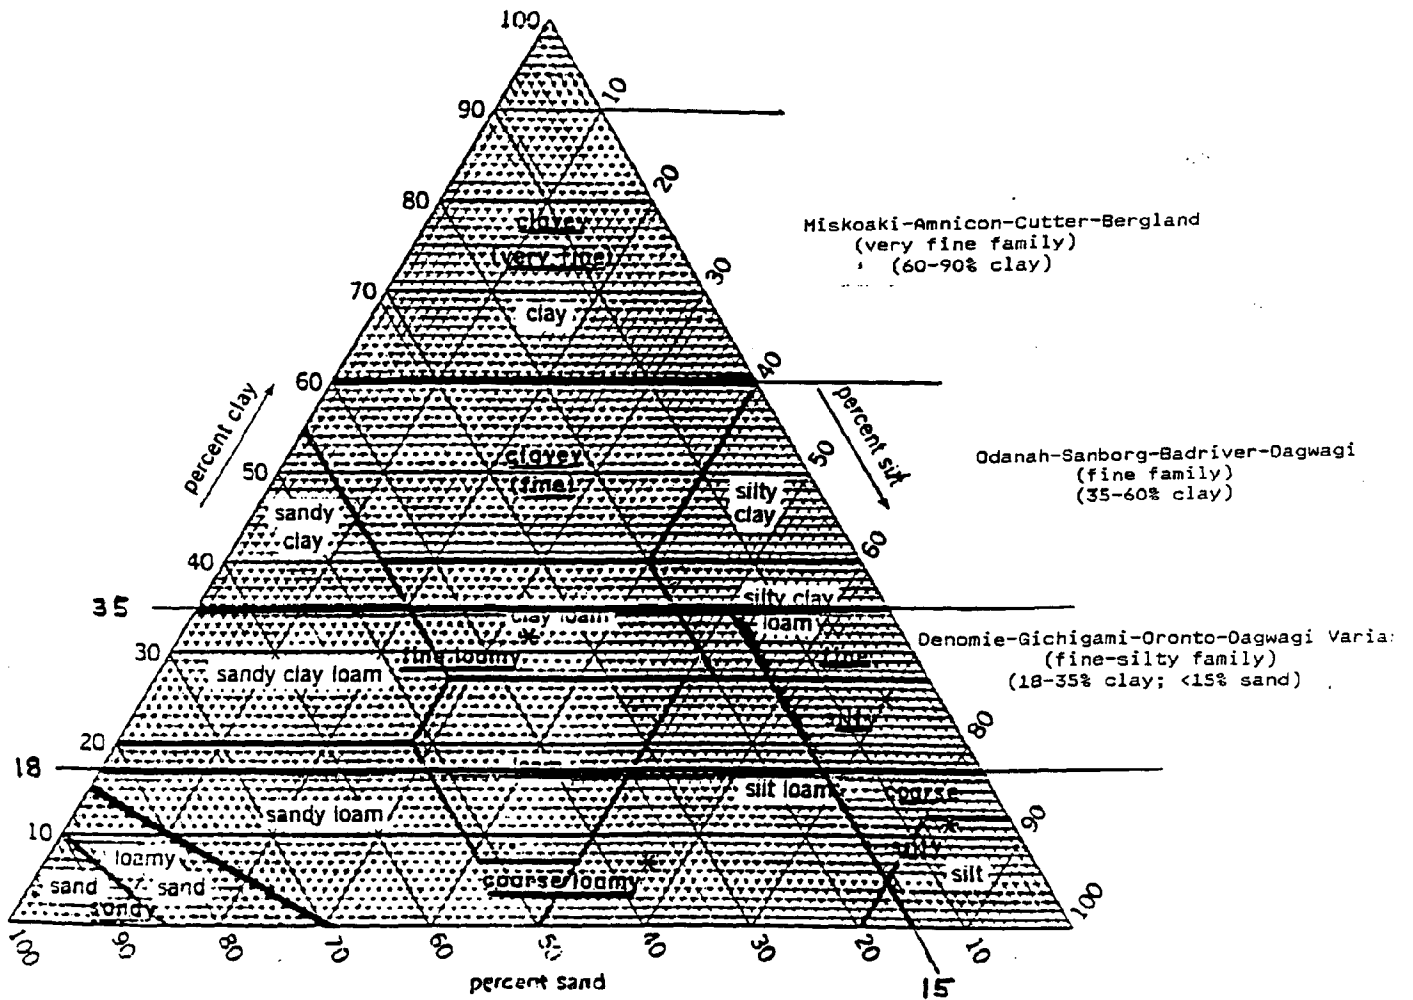 100
10
90
20
80
clayey
(very fine)
Miskoaki-Amnicon-Cutter-Bergland
(very fine family)
(60-90% clay)
30
70
clay
40
60
percent clay
percent silt
clayey
(fine)
50
50
Odanah-Sanborg-Badriver-Dagwagi
(fine family)
(35-60% clay)
silty
clay
sandy
clay
60
40
35
silty clay
loam
clay loam
*
fine loamy
fine
silty
Denomie-Gichigami-Oronto-Dagwagi Varia
(fine-silty family)
(18-35% clay; <15% sand)
30
sandy clay loam
80
20
18
loam
silt loam
coarse
silty
*
sandy loam
90
10
loamy
sand
sand
sandy
*
coarse loamy
silt
100
100
90
80
70
60
50
40
30
20
10
15
percent sand